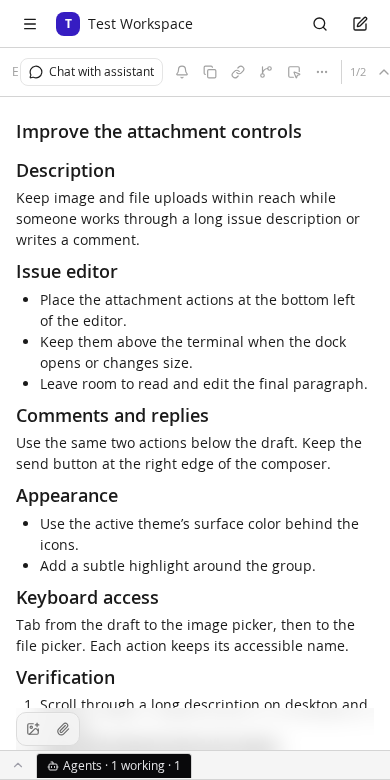 T Test Workspace
E Chat with assistant 1/2
Improve the attachment controls
Description
Keep image and file uploads within reach while
someone works through a long issue description or
writes a comment.
Issue editor
• Place the attachment actions at the bottom left
of the editor.
• Keep them above the terminal when the dock
opens or changes size.
• Leave room to read and edit the final paragraph.
Comments and replies
Use the same two actions below the draft. Keep the
send button at the right edge of the composer.
Appearance
• Use the active theme’s surface color behind the
icons.
• Add a subtle highlight around the group.
Keyboard access
Tab from the draft to the image picker, then to the
file picker. Each action keeps its accessible name.
Verification
1. Scroll through a long description on desktop and
Agents · 1 working · 1